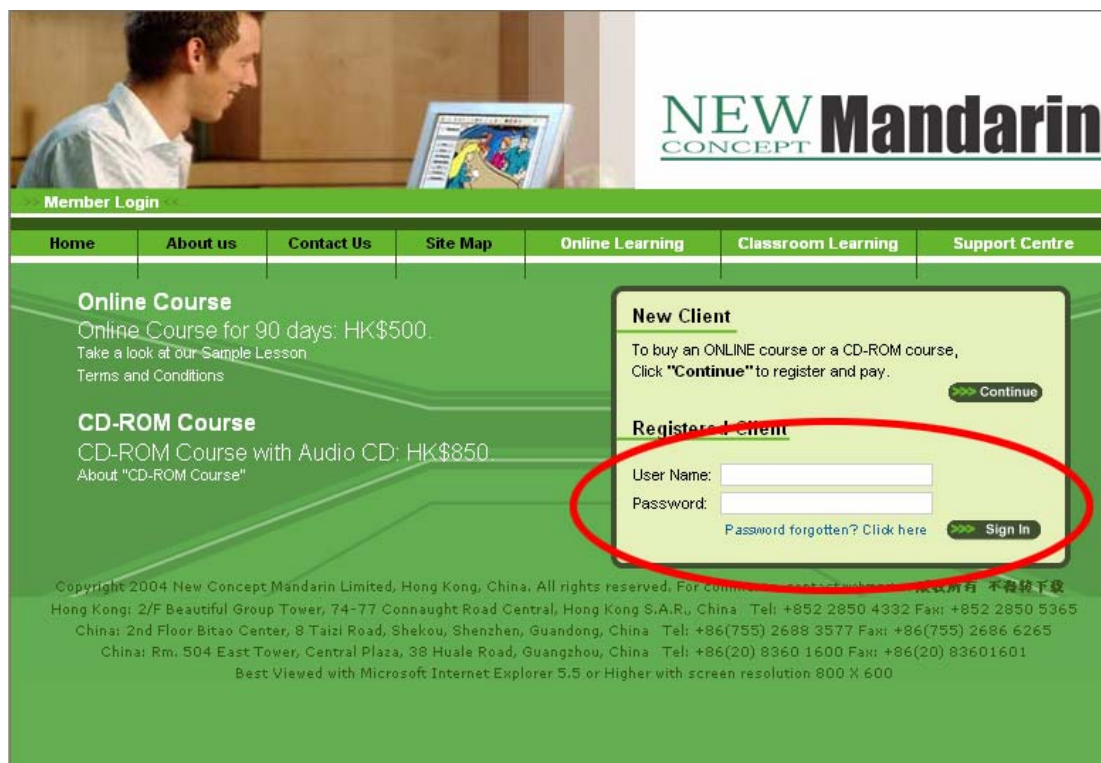 NEW CONCEPT Mandarin
>> Member Login <<
Home About us Contact Us Site Map Online Learning Classroom Learning Support Centre
Online Course
Online Course for 90 days: HK$500.
Take a look at our Sample Lesson
Terms and Conditions
CD-ROM Course
CD-ROM Course with Audio CD: HK$850.
About "CD-ROM Course"
New Client
To buy an ONLINE course or a CD-ROM course,
Click "Continue" to register and pay.
>>> Continue
Registered Client
User Name:
Password:
Password forgotten? Click here >>> Sign In
Copyright 2004 New Concept Mandarin Limited, Hong Kong, China. All rights reserved. For 版权所有 不得转下载
Hong Kong: 2/F Beautiful Group Tower, 74-77 Connaught Road Central, Hong Kong S.A.R., China Tel: +852 2850 4332 Fax: +852 2850 5365
China: 2nd Floor Bitao Center, 8 Taizi Road, Shekou, Shenzhen, Guandong, China Tel: +86(755) 2688 3577 Fax: +86(755) 2686 6265
China: Rm. 504 East Tower, Central Plaza, 38 Huale Road, Guangzhou, China Tel: +86(20) 8360 1600 Fax: +86(20) 83601601
Best Viewed with Microsoft Internet Explorer 5.5 or Higher with screen resolution 800 X 600